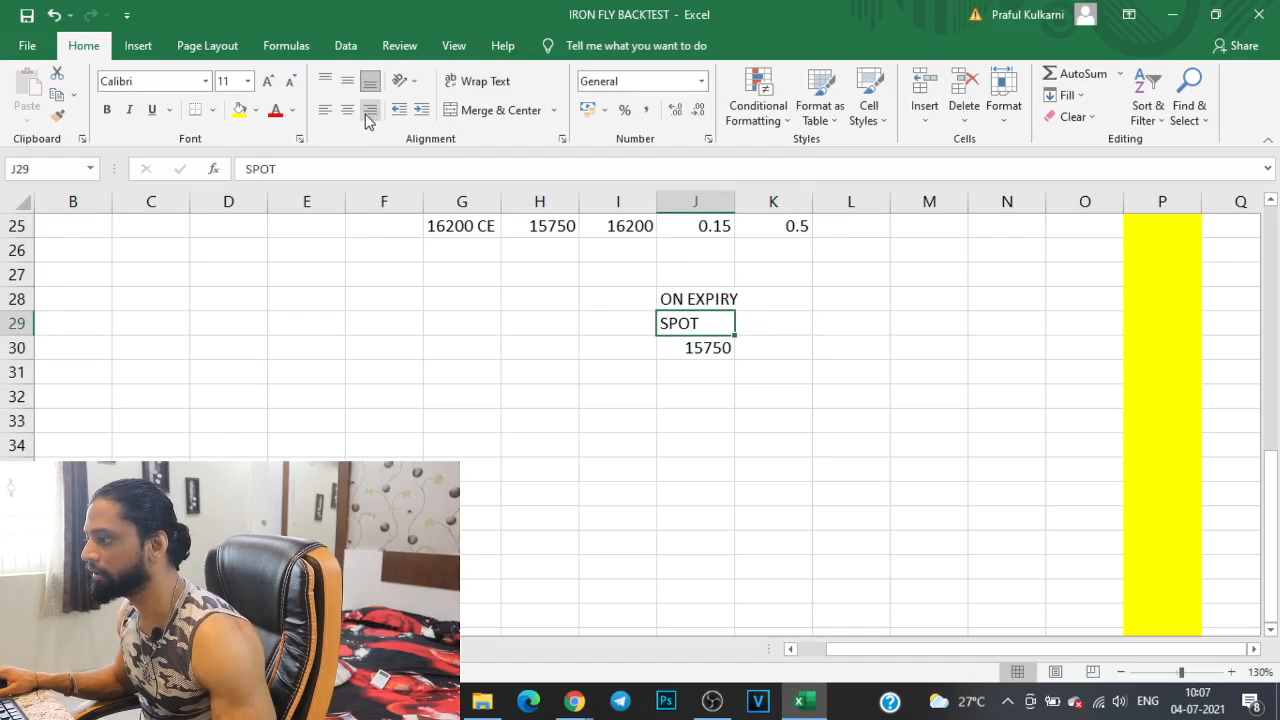 IRON FLY BACKTEST - Excel
Praful Kulkarni
File Home Insert Page Layout Formulas Data Review View Help Tell me what you want to do Share
Paste
Calibri 11
B I U
Wrap Text
Merge & Center
General
Conditional Formatting
Format as Table
Cell Styles
Insert Delete Format
AutoSum
Fill
Clear
Sort & Filter
Find & Select
Clipboard Font Alignment Number Styles Cells Editing
J29 fx SPOT
B C D E F G H I J K L M N O P Q
25 16200 CE 15750 16200 0.15 0.5
26
27
28 ON EXPIRY
29 SPOT
30 15750
31
32
33
34
130%
27°C ENG 10:07
04-07-2021 8